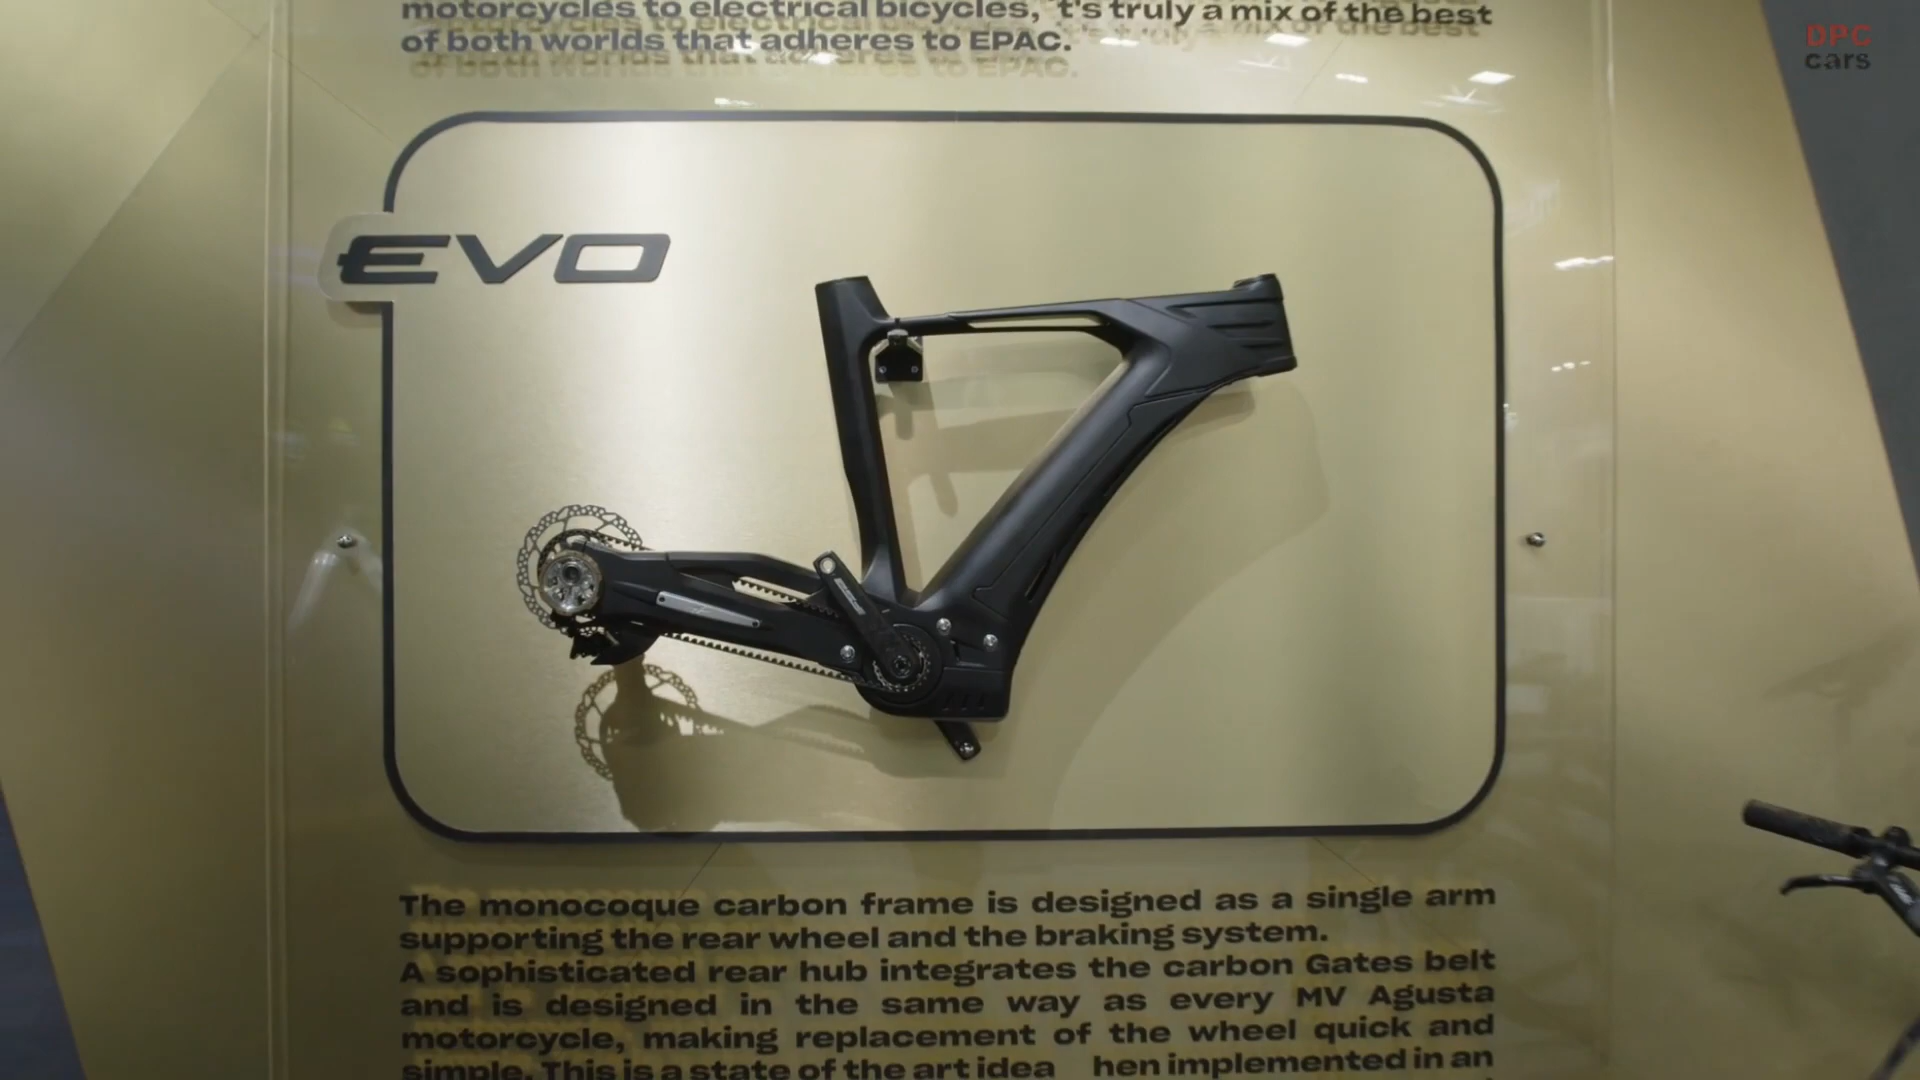 motorcycles to electrical bicycles, t's truly a mix of the best
of both worlds that adheres to EPAC.
DPC
cars
EVO
The monocoque carbon frame is designed as a single arm
supporting the rear wheel and the braking system.
A sophisticated rear hub integrates the carbon Gates belt
and is designed in the same way as every MV Agusta
motorcycle, making replacement of the wheel quick and
simple. This is a state of the art idea hen implemented in an